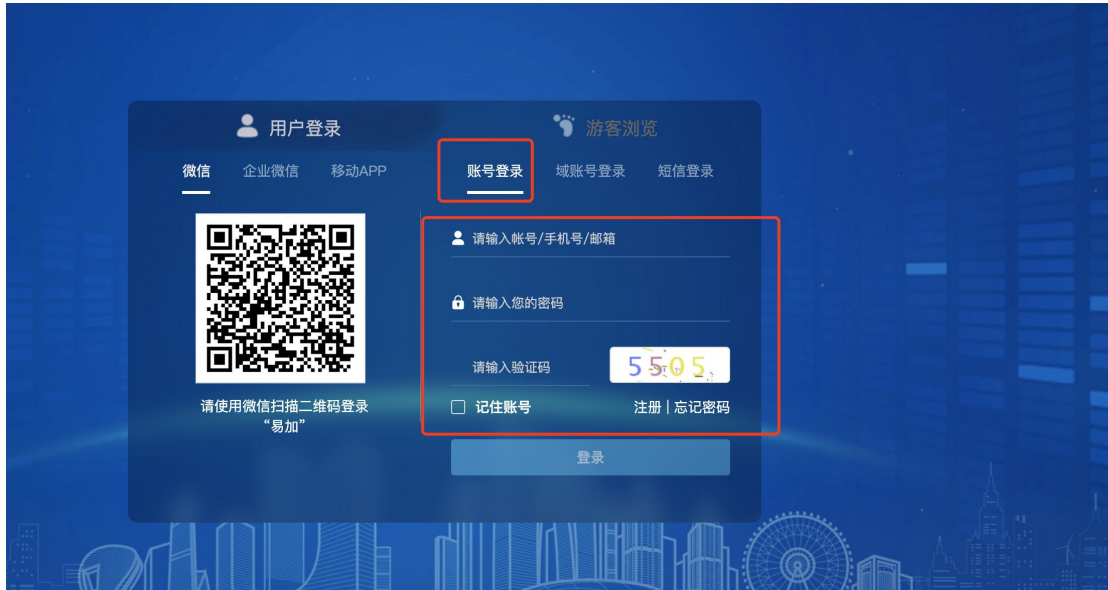 用户登录
游客浏览
微信
企业微信
移动APP
账号登录
域账号登录
短信登录
请使用微信扫描二维码登录
“易加”
请输入帐号/手机号/邮箱
请输入您的密码
请输入验证码
5505
记住账号
注册 | 忘记密码
登录